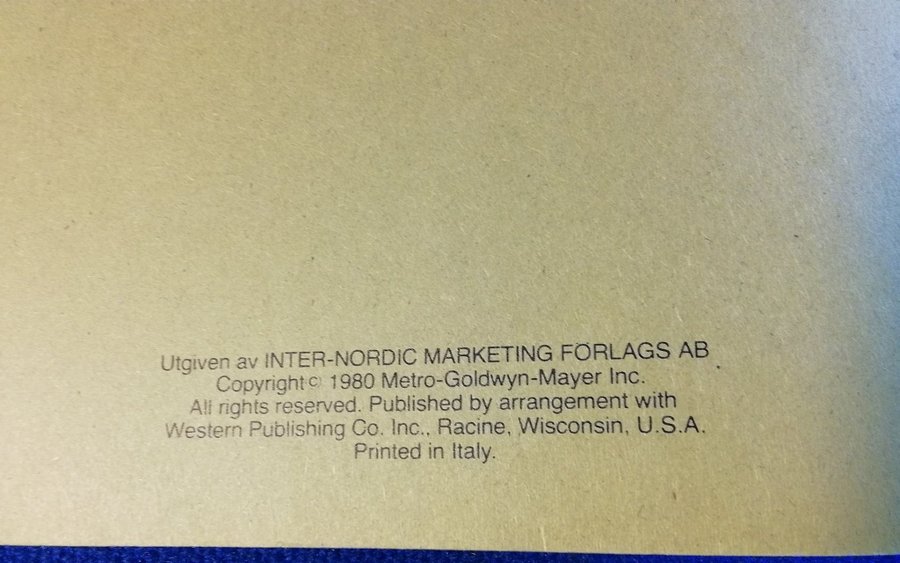 Utgiven av INTER-NORDIC MARKETING FÖRLAGS AB
Copyright © 1980 Metro-Goldwyn-Mayer Inc.
All rights reserved. Published by arrangement with
Western Publishing Co. Inc., Racine, Wisconsin, U.S.A.
Printed in Italy.